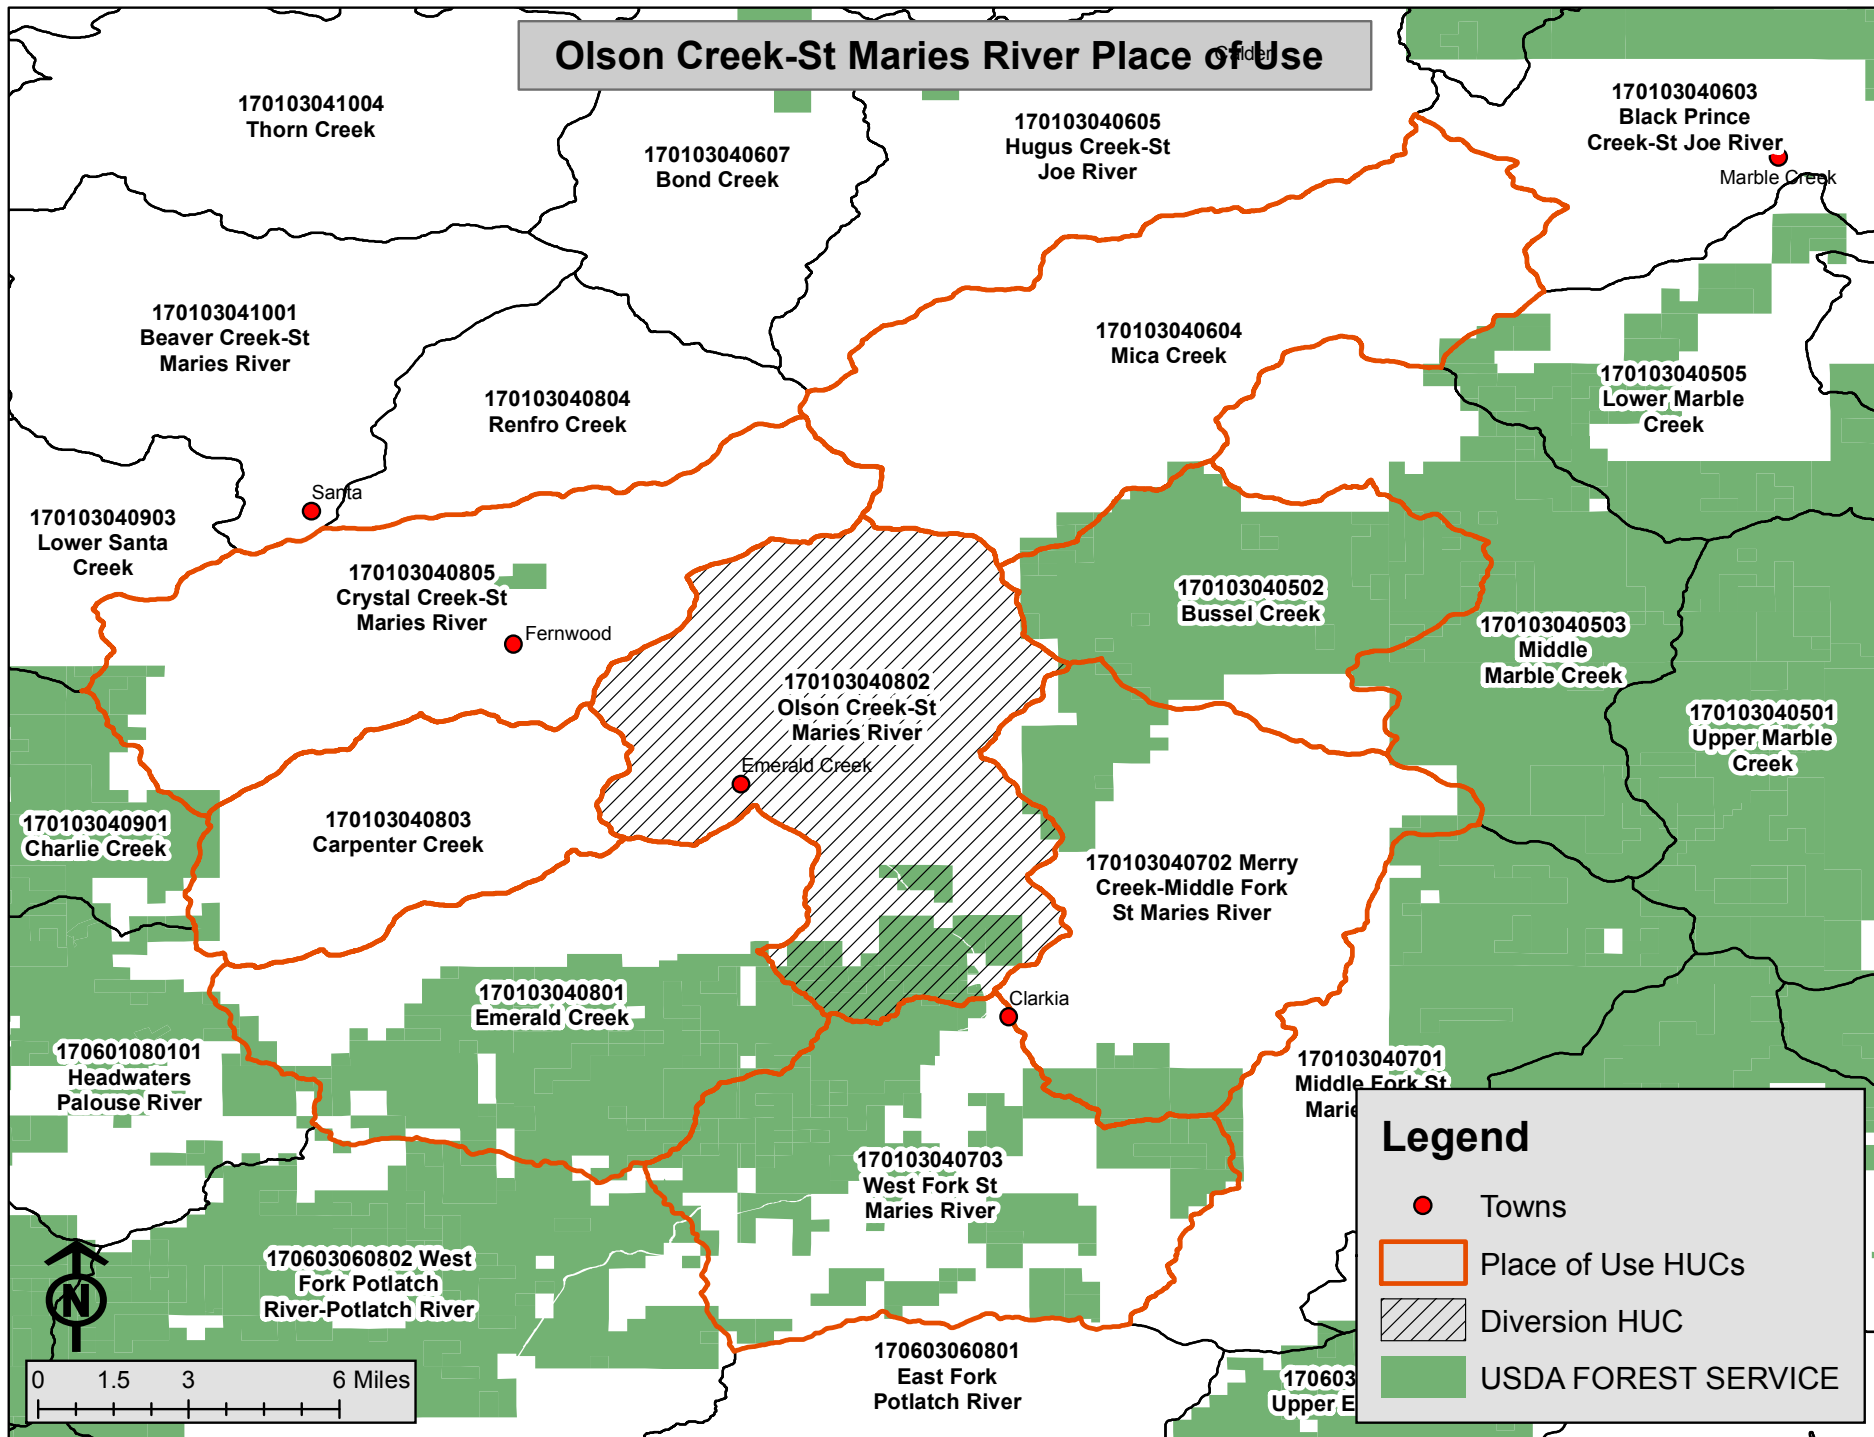 Olson Creek-St Maries River Place of Use
Calder
170103041004
Thorn Creek
170103040607
Bond Creek
170103040605
Hugus Creek-St
Joe River
170103040603
Black Prince
Creek-St Joe River
Marble Creek
170103041001
Beaver Creek-St
Maries River
170103040804
Renfro Creek
170103040604
Mica Creek
170103040505
Lower Marble
Creek
Santa
170103040903
Lower Santa
Creek
170103040805
Crystal Creek-St
Maries River
Fernwood
170103040502
Bussel Creek
170103040503
Middle
Marble Creek
170103040802
Olson Creek-St
Maries River
170103040501
Upper Marble
Creek
Emerald Creek
170103040901
Charlie Creek
170103040803
Carpenter Creek
170103040702 Merry
Creek-Middle Fork
St Maries River
170103040801
Emerald Creek
Clarkia
170601080101
Headwaters
Palouse River
170103040701
Middle Fork St
Marie
170103040703
West Fork St
Maries River
170603060802 West
Fork Potlatch
River-Potlatch River
170603060801
East Fork
Potlatch River
170603
Upper E
Legend
Towns
Place of Use HUCs
Diversion HUC
USDA FOREST SERVICE
N
0 1.5 3 6 Miles